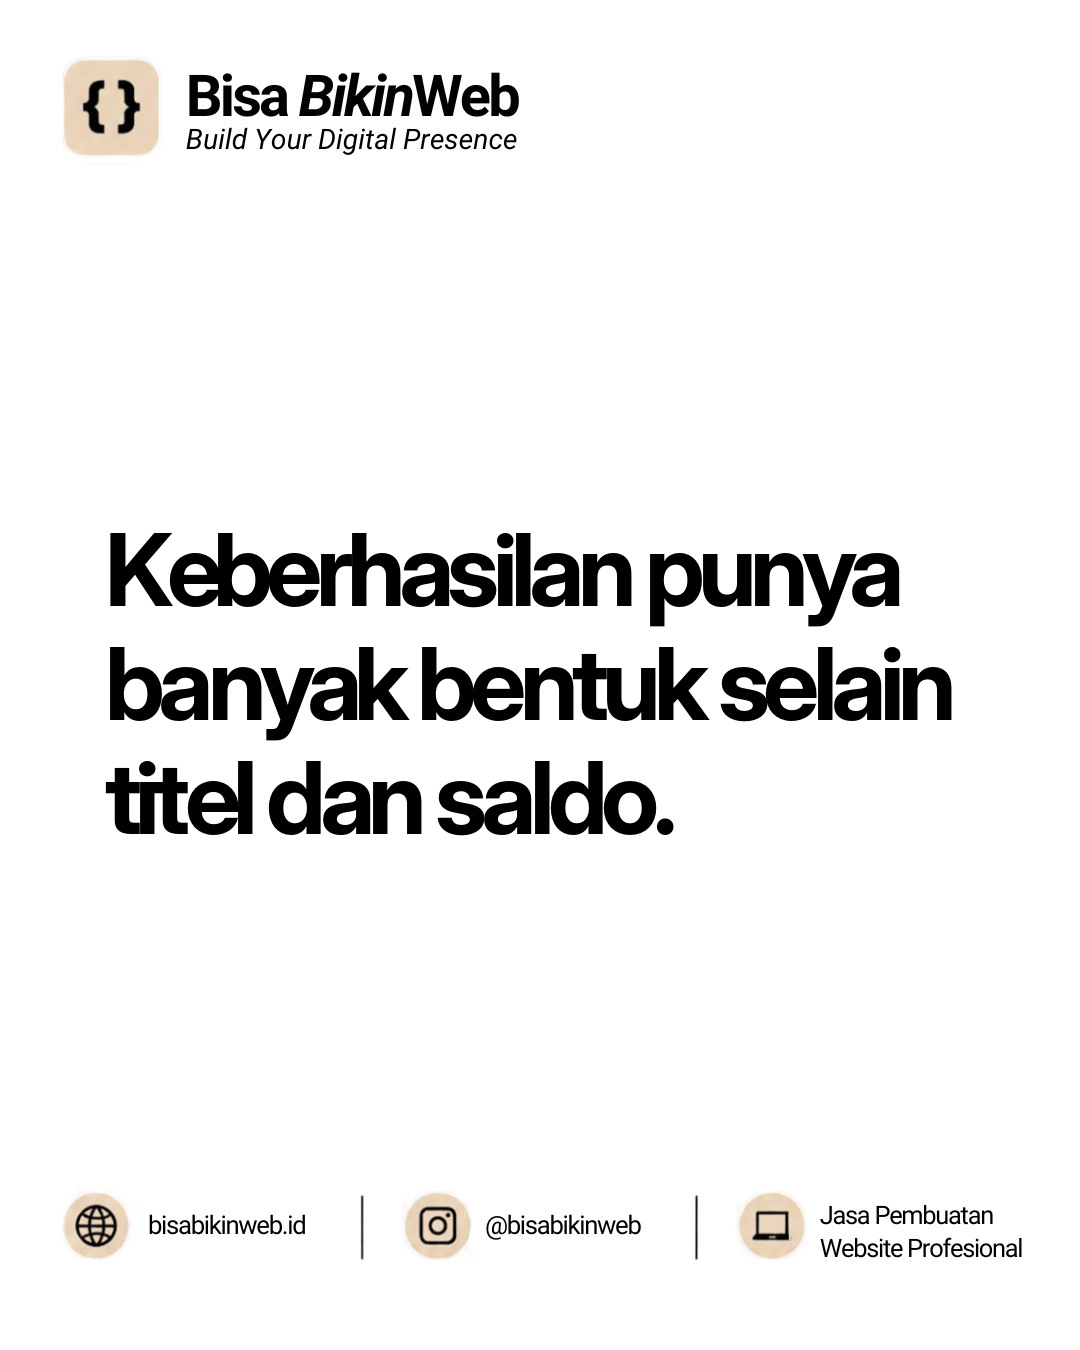 { }
Bisa BikinWeb
Build Your Digital Presence
Keberhasilan punya
banyak bentuk selain
titel dan saldo.
bisabikinweb.id
@bisabikinweb
Jasa Pembuatan
Website Profesional